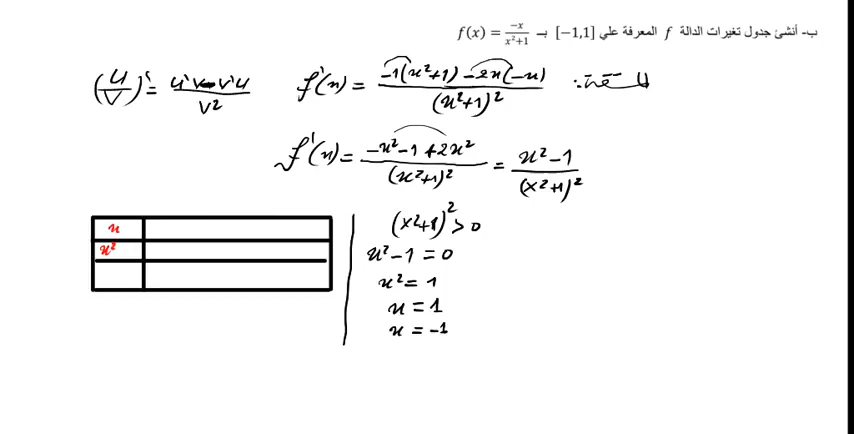 ب- أنشئ جدول تغيرات الدالة f المعرفة علي [−1,1] بـ f(x) = −x/(x²+1)
(u/v)' = (u'v - v'u)/v²
المشتقة: f'(x) = (-1(x²+1) - 2x(-x))/(x²+1)²
f'(x) = (-x² - 1 + 2x²)/(x²+1)² = (x² - 1)/(x²+1)²
(x²+1)² > 0
x² - 1 = 0
x² = 1
x = 1
x = -1
x
x²